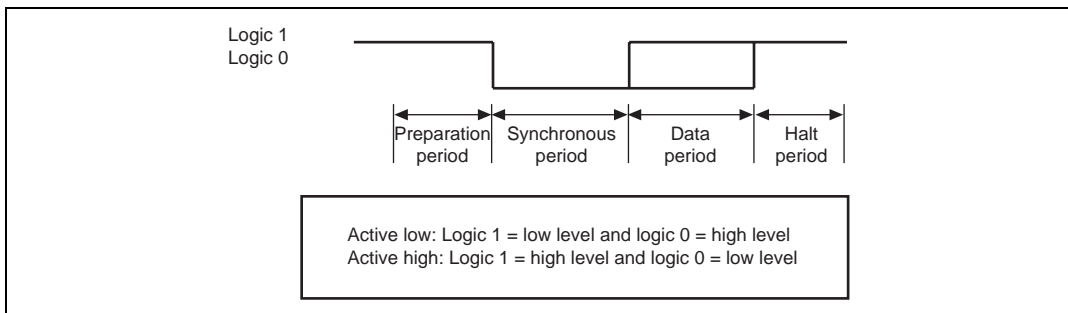 Logic 1
Logic 0
Preparation
period
Synchronous
period
Data
period
Halt
period
Active low: Logic 1 = low level and logic 0 = high level
Active high: Logic 1 = high level and logic 0 = low level